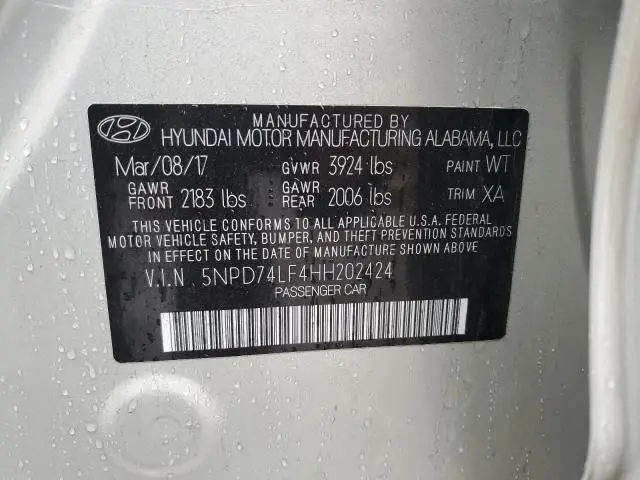 MANUFACTURED BY
HYUNDAI MOTOR MANUFACTURING ALABAMA, LLC
Mar/08/17 GVWR 3924 lbs PAINT WT
GAWR FRONT 2183 lbs GAWR REAR 2006 lbs TRIM XA
THIS VEHICLE CONFORMS TO ALL APPLICABLE U.S.A. FEDERAL
MOTOR VEHICLE SAFETY, BUMPER, AND THEFT PREVENTION STANDARDS
IN EFFECT ON THE DATE OF MANUFACTURE SHOWN ABOVE.
V.I.N 5NPD74LF4HH202424
PASSENGER CAR